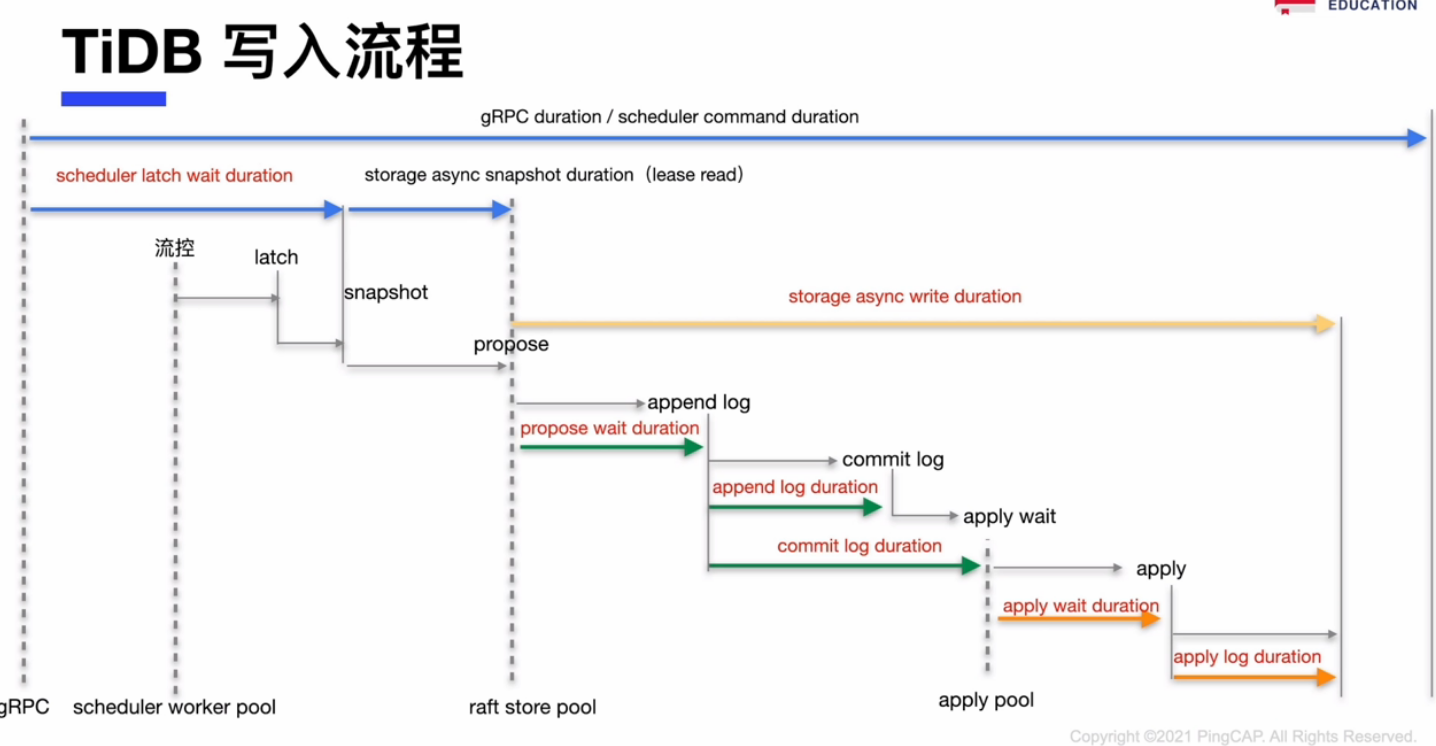 EDUCATION
TiDB 写入流程
gRPC duration / scheduler command duration
scheduler latch wait duration
storage async snapshot duration（lease read）
流控
latch
snapshot
storage async write duration
propose
append log
propose wait duration
commit log
append log duration
apply wait
commit log duration
apply
apply wait duration
apply log duration
gRPC
scheduler worker pool
raft store pool
apply pool
Copyright ©2021 PingCAP. All Rights Reserved.